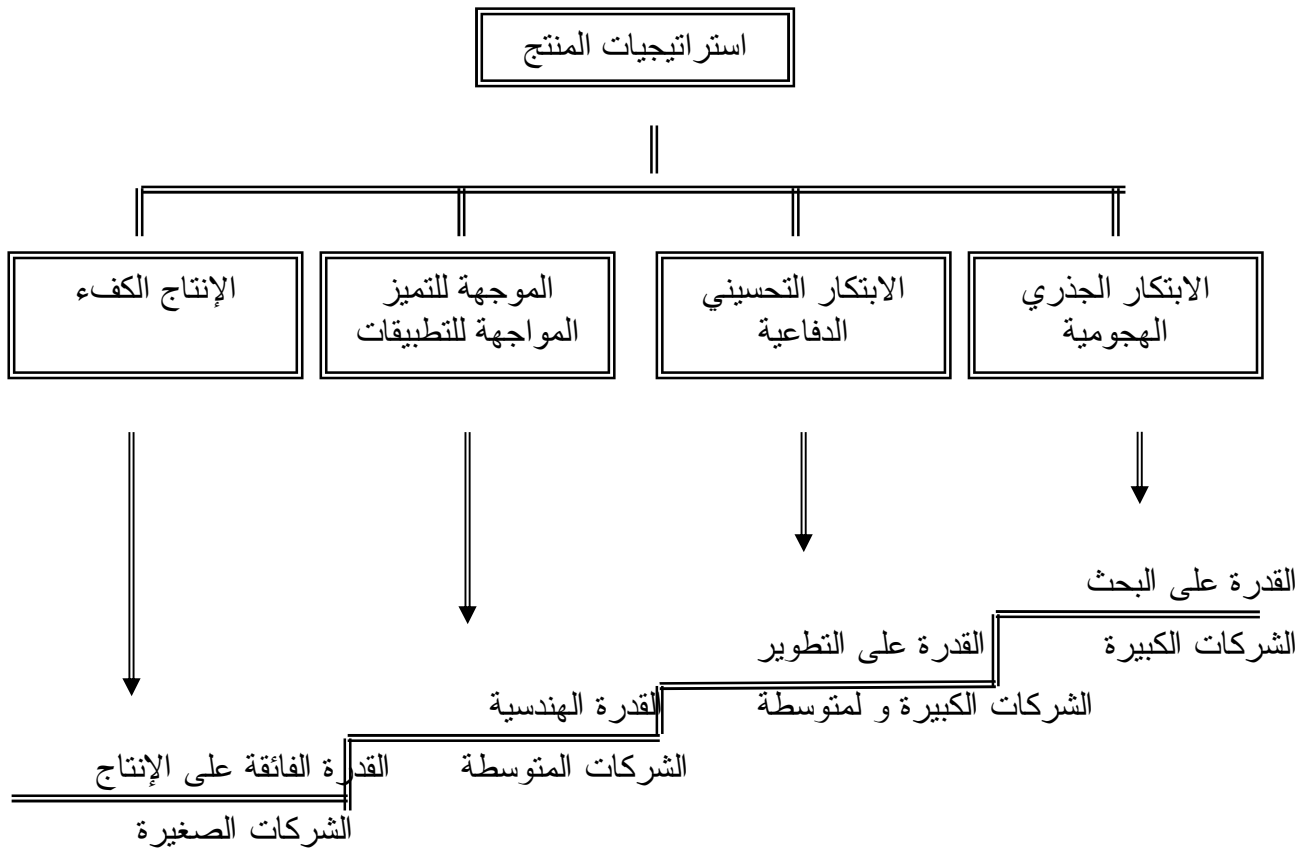 استراتيجيات المنتج
الابتكار الجذري
الهجومية
الابتكار التحسيني
الدفاعية
الموجهة للتميز
المواجهة للتطبيقات
الإنتاج الكفء
القدرة على البحث
الشركات الكبيرة
القدرة على التطوير
الشركات الكبيرة و لمتوسطة
القدرة الهندسية
الشركات المتوسطة
القدرة الفائقة على الإنتاج
الشركات الصغيرة